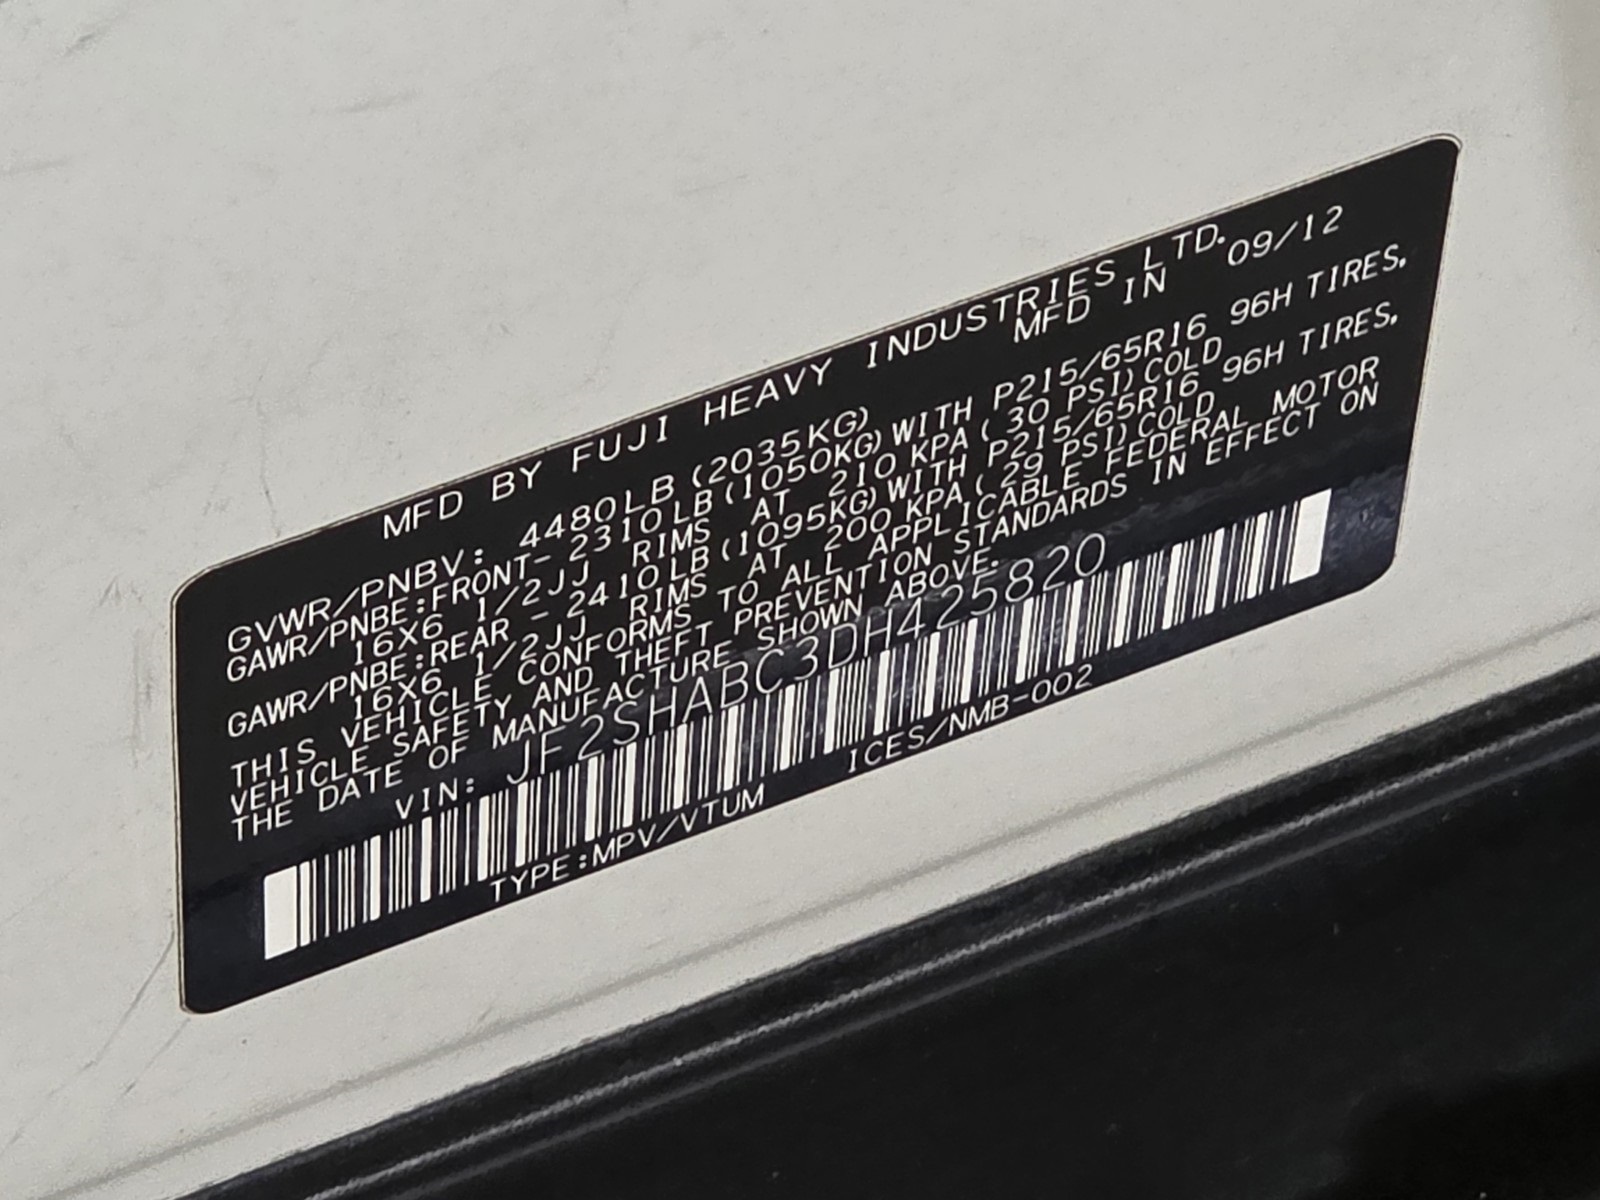 MFD BY FUJI HEAVY INDUSTRIES LTD.
MFD IN 09/12
GVWR/PNBV: 4480LB(2035KG)
GAWR/PNBE:FRONT-2310LB(1050KG)WITH P215/65R16 96H TIRES,
16X6 1/2JJ RIMS AT 210 KPA(30 PSI)COLD
GAWR/PNBE:REAR -2410LB(1095KG)WITH P215/65R16 96H TIRES,
16X6 1/2JJ RIMS AT 200 KPA(29 PSI)COLD
THIS VEHICLE CONFORMS TO ALL APPLICABLE FEDERAL MOTOR
VEHICLE SAFETY AND THEFT PREVENTION STANDARDS IN EFFECT ON
THE DATE OF MANUFACTURE SHOWN ABOVE.
VIN: JF2SHABC3DH425820
TYPE:MPV/VTUM ICES/NMB-002